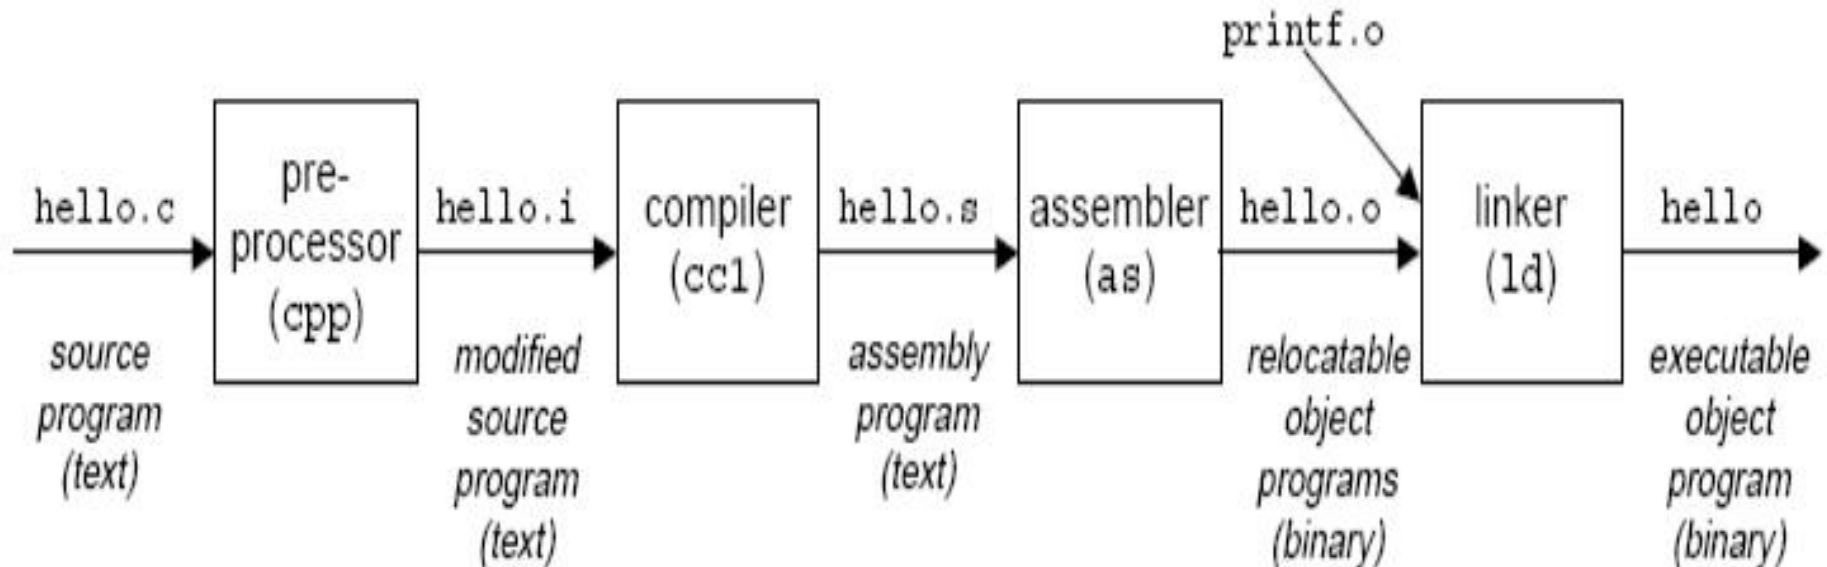 printf.o
hello.c
pre-
processor
(cpp)
hello.i
compiler
(cc1)
hello.s
assembler
(as)
hello.o
linker
(ld)
hello
source
program
(text)
modified
source
program
(text)
assembly
program
(text)
relocatable
object
programs
(binary)
executable
object
program
(binary)